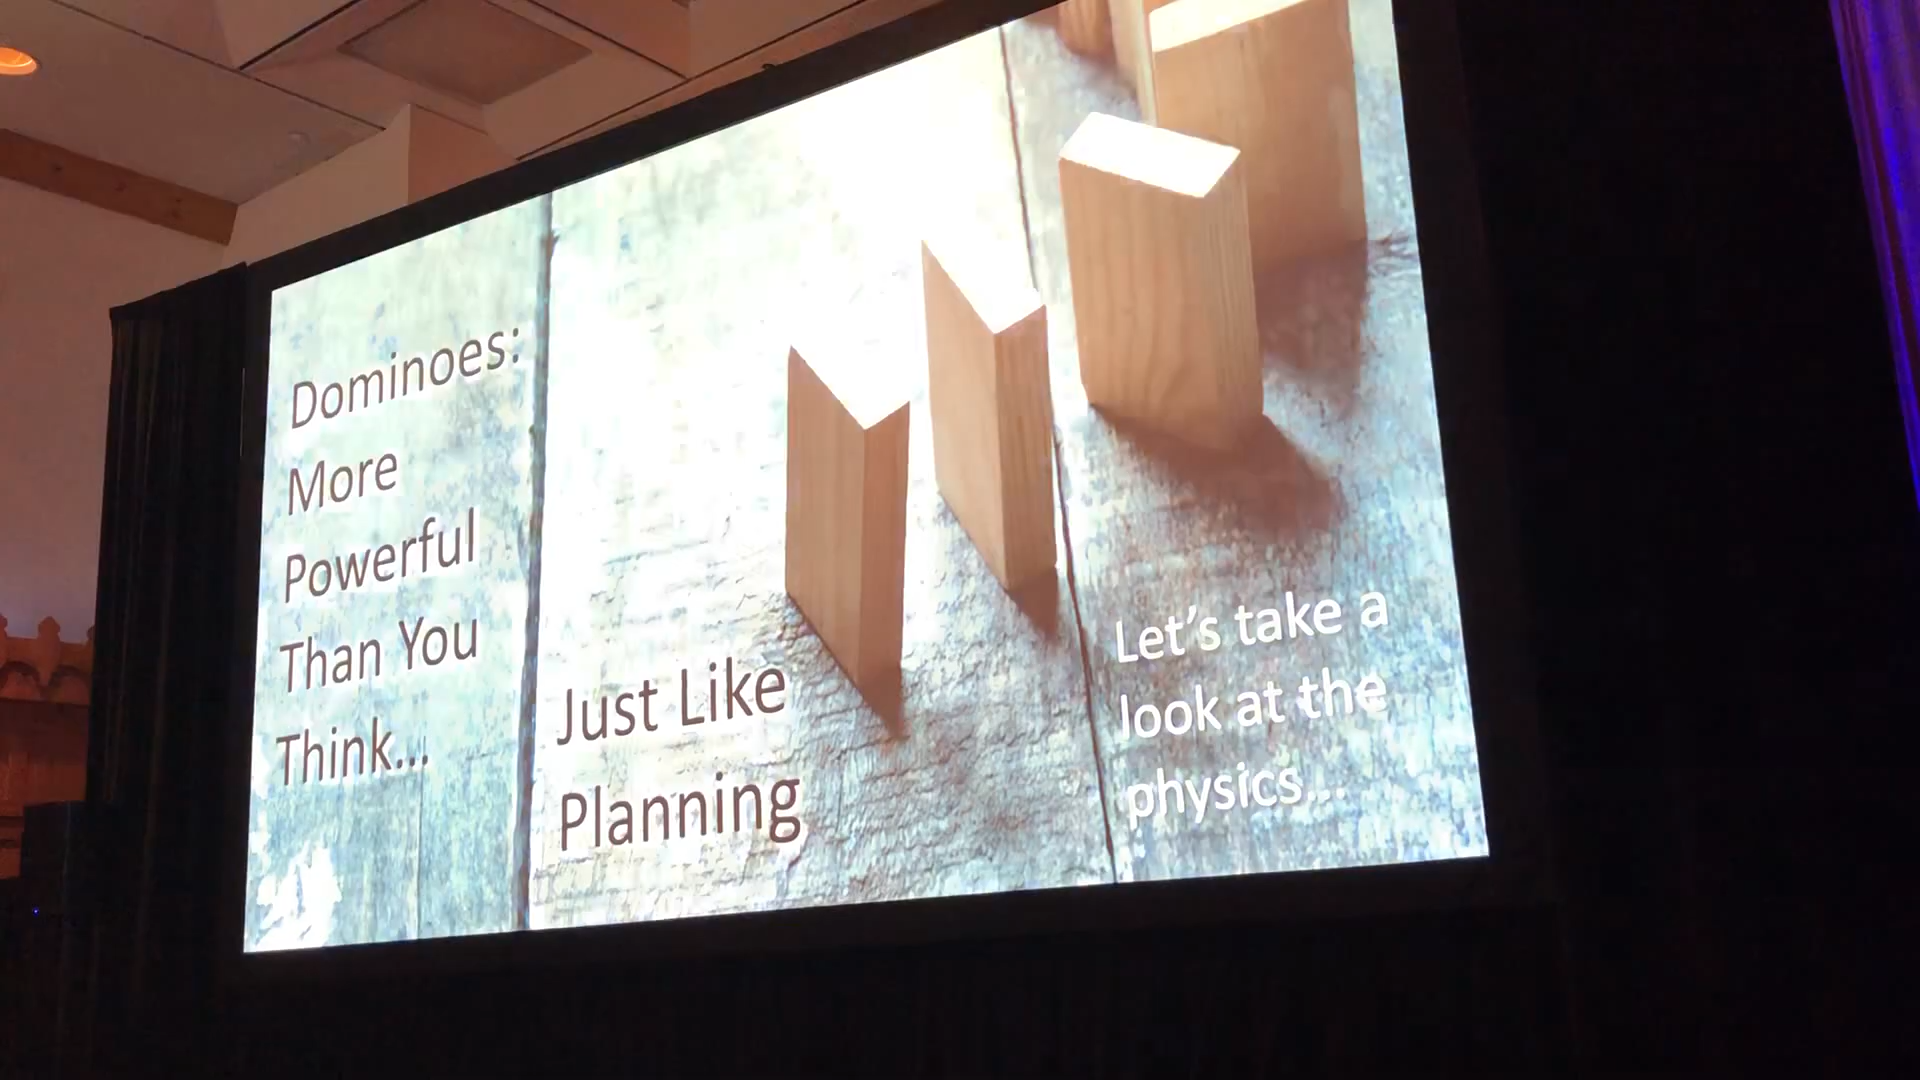 Dominoes:
More
Powerful
Than You
Think...
Just Like
Planning
Let's take a
look at the
physics...